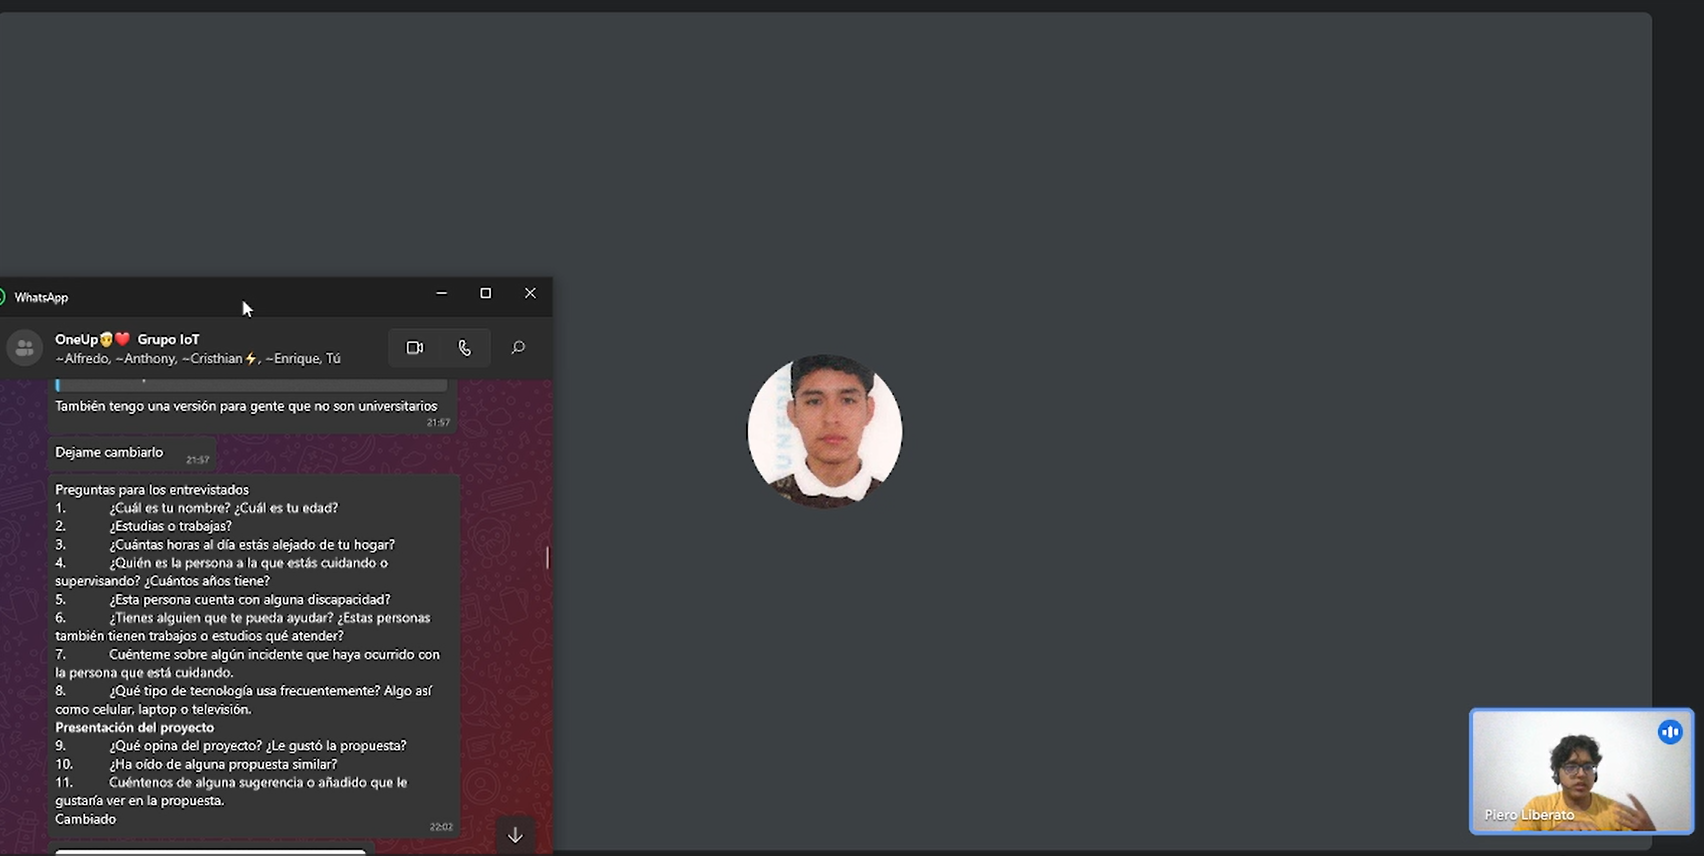 WhatsApp
OneUp👵❤️ Grupo IoT
~Alfredo, ~Anthony, ~Cristhian⚡, ~Enrique, Tú
También tengo una versión para gente que no son universitarios
21:57
Dejame cambiarlo
21:57
Preguntas para los entrevistados
1. ¿Cuál es tu nombre? ¿Cuál es tu edad?
2. ¿Estudias o trabajas?
3. ¿Cuántas horas al día estás alejado de tu hogar?
4. ¿Quién es la persona a la que estás cuidando o
supervisando? ¿Cuántos años tiene?
5. ¿Esta persona cuenta con alguna discapacidad?
6. ¿Tienes alguien que te pueda ayudar? ¿Estas personas
también tienen trabajos o estudios qué atender?
7. Cuénteme sobre algún incidente que haya ocurrido con
la persona que está cuidando.
8. ¿Qué tipo de tecnología usa frecuentemente? Algo así
como celular, laptop o televisión.
Presentación del proyecto
9. ¿Qué opina del proyecto? ¿Le gustó la propuesta?
10. ¿Ha oído de alguna propuesta similar?
11. Cuéntenos de alguna sugerencia o añadido que le
gustaría ver en la propuesta.
Cambiado
22:02
Piero Liberato